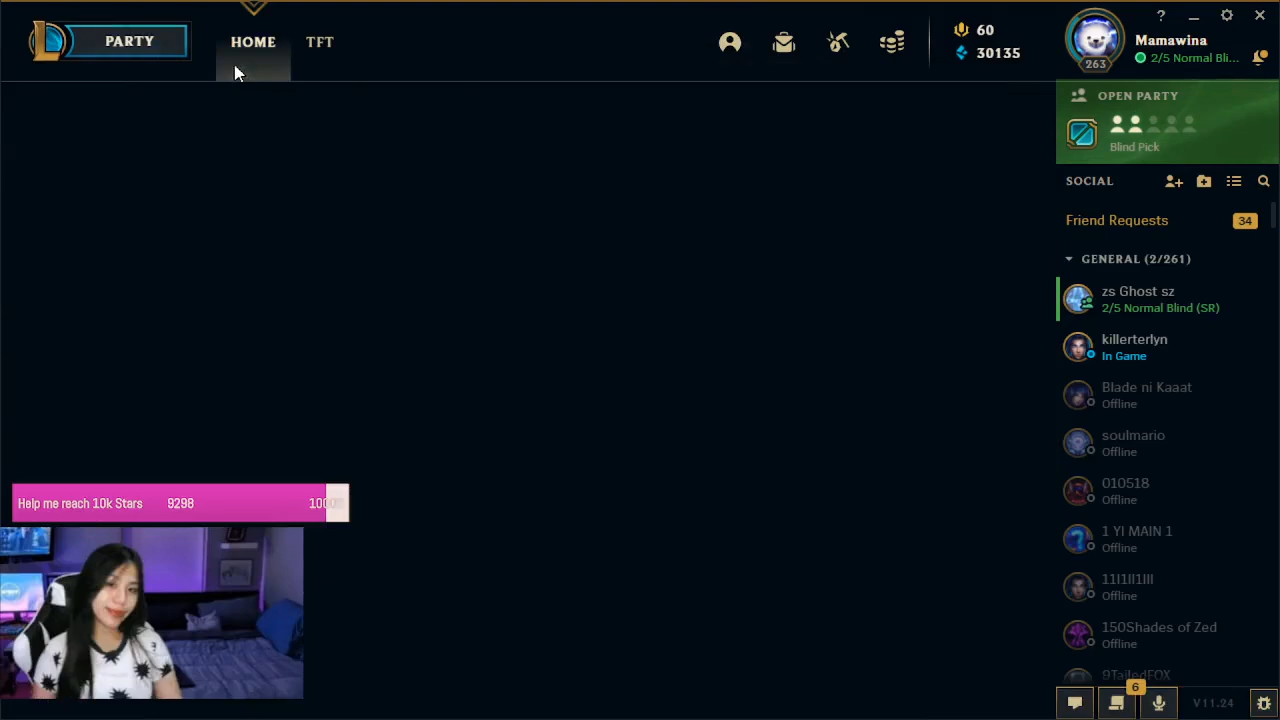 PARTY
HOME
TFT
60
30135
?
263
Mamawina
2/5 Normal Bli...
OPEN PARTY
Blind Pick
SOCIAL
Friend Requests
34
GENERAL (2/261)
zs Ghost sz
2/5 Normal Blind (SR)
killerterlyn
In Game
Blade ni Kaaat
Offline
soulmario
Offline
010518
Offline
1 YI MAIN 1
Offline
Offline
150Shades of Zed
Offline
9TailedFOX
Help me reach 10k Stars 9298
6
V11.24